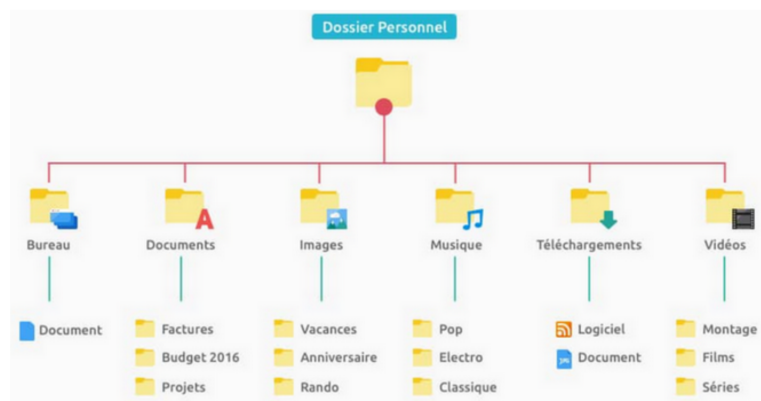 Dossier Personnel
Bureau
Documents
Images
Musique
Téléchargements
Vidéos
Document
Factures
Budget 2016
Projets
Vacances
Anniversaire
Rando
Pop
Electro
Classique
Logiciel
Document
Montage
Films
Séries